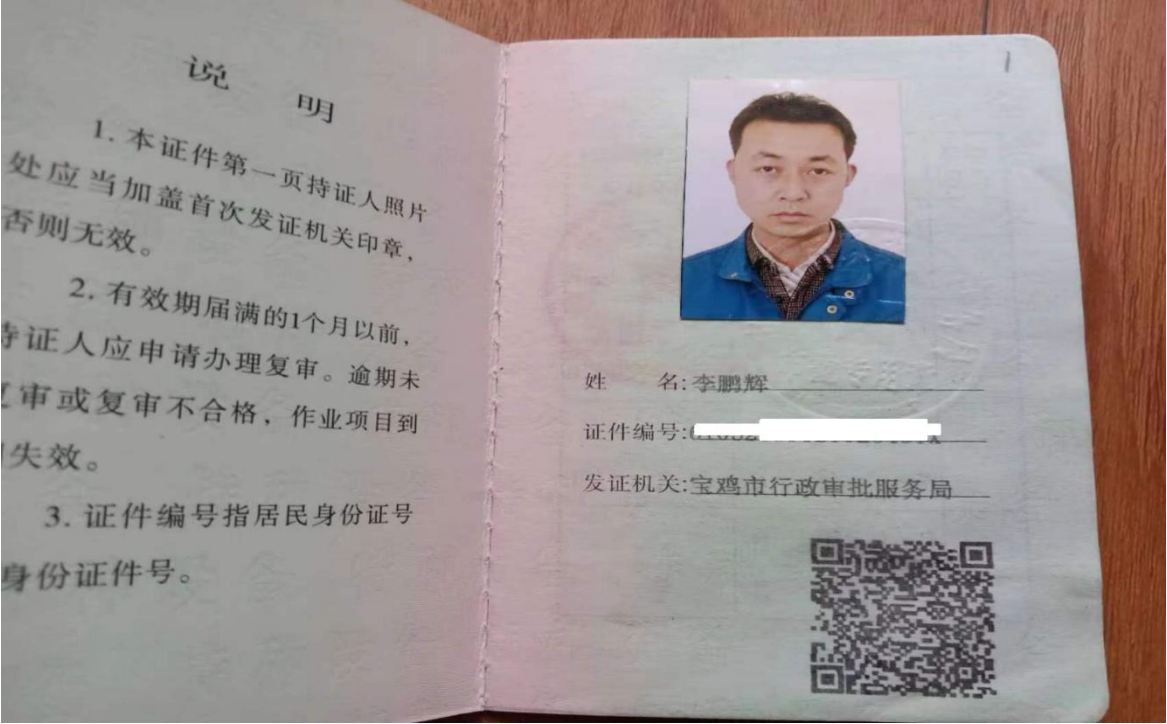 说 明
1. 本证件第一页持证人照片
处应当加盖首次发证机关印章,
否则无效。
2. 有效期届满的1个月以前,
持证人应申请办理复审。逾期未
复审或复审不合格, 作业项目到
失效。
3. 证件编号指居民身份证号
身份证件号。
1
姓 名: 李鹏辉
证件编号:
发证机关: 宝鸡市行政审批服务局